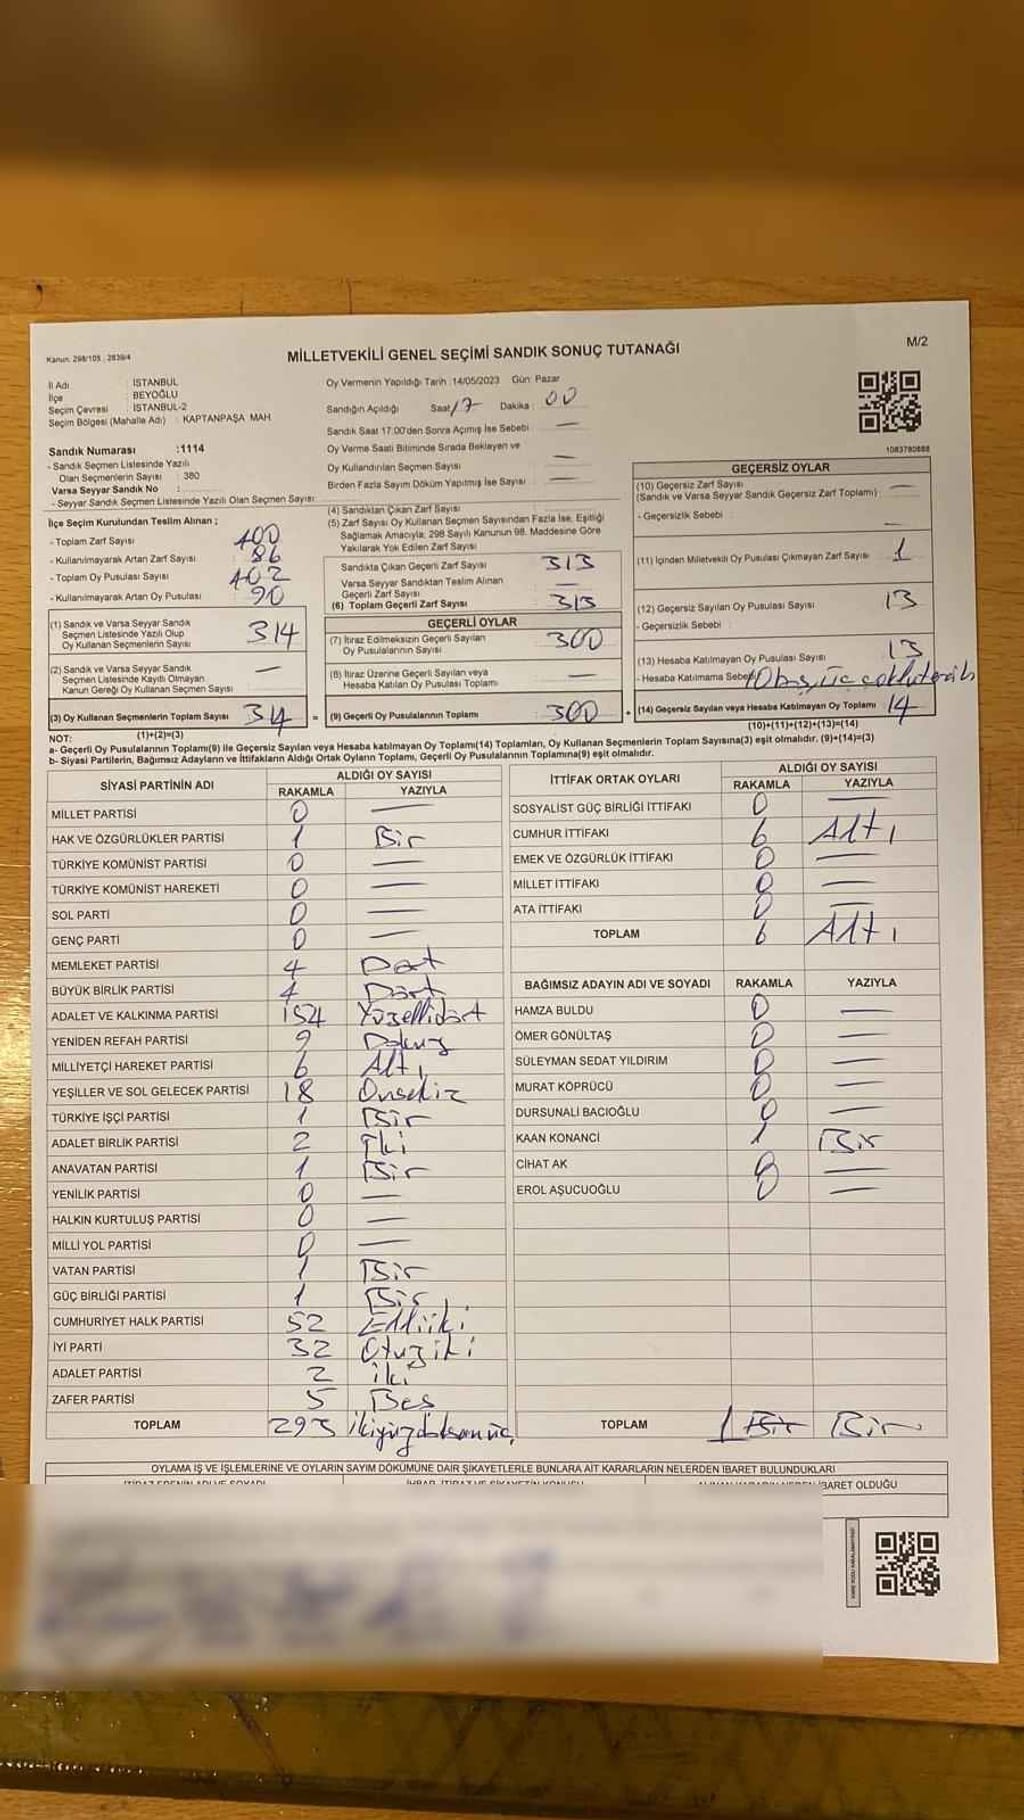 Kanun: 298/105 ; 2839/4
MİLLETVEKİLİ GENEL SEÇİMİ SANDIK SONUÇ TUTANAĞI
M/2
İl Adı : İSTANBUL
İlçe : BEYOĞLU
Seçim Çevresi : İSTANBUL-2
Seçim Bölgesi (Mahalle Adı) : KAPTANPAŞA MAH
Sandık Numarası :1114
- Sandık Seçmen Listesinde Yazılı
Olan Seçmenlerin Sayısı : 380
Varsa Seyyar Sandık No :
- Seyyar Sandık Seçmen Listesinde Yazılı Olan Seçmen Sayısı:
Oy Vermenin Yapıldığı Tarih :14/05/2023 Gün: Pazar
Sandığın Açıldığı Saat: 17 Dakika : 00
Sandık Saat 17:00'den Sonra Açılmış İse Sebebi —
Oy Verme Saati Bitiminde Sırada Bekleyen ve
Oy Kullandırılan Seçmen Sayısı —
Birden Fazla Sayım Döküm Yapılmış İse Sayısı —
1083780888
İlçe Seçim Kurulundan Teslim Alınan ;
- Toplam Zarf Sayısı 400
- Kullanılmayarak Artan Zarf Sayısı 86
- Toplam Oy Pusulası Sayısı 402
- Kullanılmayarak Artan Oy Pusulası 90
(1) Sandık ve Varsa Seyyar Sandık
Seçmen Listesinde Yazılı Olup
Oy Kullanan Seçmenlerin Sayısı 314
(2) Sandık ve Varsa Seyyar Sandık
Seçmen Listesinde Kayıtlı Olmayan
Kanun Gereği Oy Kullanan Seçmen Sayısı —
(3) Oy Kullanan Seçmenlerin Toplam Sayısı 314
(1)+(2)=(3)
(4) Sandıktan Çıkan Zarf Sayısı
(5) Zarf Sayısı Oy Kullanan Seçmen Sayısından Fazla İse, Eşitliği
Sağlamak Amacıyla; 298 Sayılı Kanunun 98. Maddesine Göre
Yakılarak Yok Edilen Zarf Sayısı
Sandıkta Çıkan Geçerli Zarf Sayısı 313
Varsa Seyyar Sandıktan Teslim Alınan
Geçerli Zarf Sayısı —
(6) Toplam Geçerli Zarf Sayısı 313
GEÇERLİ OYLAR
(7) İtiraz Edilmeksizin Geçerli Sayılan
Oy Pusulalarının Sayısı 300
(8) İtiraz Üzerine Geçerli Sayılan veya
Hesaba Katılan Oy Pusulası Toplamı —
= (9) Geçerli Oy Pusulalarının Toplamı 300 +
GEÇERSİZ OYLAR
(10) Geçersiz Zarf Sayısı —
(Sandık ve Varsa Seyyar Sandık Geçersiz Zarf Toplamı)
- Geçersizlik Sebebi : —
(11) İçinden Milletvekili Oy Pusulası Çıkmayan Zarf Sayısı 1
(12) Geçersiz Sayılan Oy Pusulası Sayısı 13
- Geçersizlik Sebebi :
(13) Hesaba Katılmayan Oy Pusulası Sayısı 13
- Hesaba Katılmama Sebebi 10 boş üç çoklu tercih
(14) Geçersiz Sayılan veya Hesaba Katılmayan Oy Toplamı 14
(10)+(11)+(12)+(13)=(14)
NOT:
a- Geçerli Oy Pusulalarının Toplamı(9) ile Geçersiz Sayılan veya Hesaba katılmayan Oy Toplamı(14) Toplamları, Oy Kullanan Seçmenlerin Toplam Sayısına(3) eşit olmalıdır. (9)+(14)=(3)
b- Siyasi Partilerin, Bağımsız Adayların ve İttifakların Aldığı Ortak Oyların Toplamı, Geçerli Oy Pusulalarının Toplamına(9) eşit olmalıdır.
SİYASİ PARTİNİN ADI ALDIĞI OY SAYISI
RAKAMLA YAZIYLA
MİLLET PARTİSİ 0 —
HAK VE ÖZGÜRLÜKLER PARTİSİ 1 Bir
TÜRKİYE KOMÜNİST PARTİSİ 0 —
TÜRKİYE KOMÜNİST HAREKETİ 0 —
SOL PARTİ 0 —
GENÇ PARTİ 0 —
MEMLEKET PARTİSİ 4 Dört
BÜYÜK BİRLİK PARTİSİ 4 Dört
ADALET VE KALKINMA PARTİSİ 154 Yüzellidört
YENİDEN REFAH PARTİSİ 9 Dokuz
MİLLİYETÇİ HAREKET PARTİSİ 6 Altı
YEŞİLLER VE SOL GELECEK PARTİSİ 18 Onsekiz
TÜRKİYE İŞÇİ PARTİSİ 1 Bir
ADALET BİRLİK PARTİSİ 2 İki
ANAVATAN PARTİSİ 1 Bir
YENİLİK PARTİSİ 0 —
HALKIN KURTULUŞ PARTİSİ 0 —
MİLLİ YOL PARTİSİ 0 —
VATAN PARTİSİ 1 Bir
GÜÇ BİRLİĞİ PARTİSİ 1 Bir
CUMHURİYET HALK PARTİSİ 52 Elliiki
İYİ PARTİ 32 Otuziki
ADALET PARTİSİ 2 iki
ZAFER PARTİSİ 5 Beş
TOPLAM 293 ikiyüzdoksanüç
İTTİFAK ORTAK OYLARI ALDIĞI OY SAYISI
RAKAMLA YAZIYLA
SOSYALİST GÜÇ BİRLİĞİ İTTİFAKI 0 —
CUMHUR İTTİFAKI 6 Altı
EMEK VE ÖZGÜRLÜK İTTİFAKI 0 —
MİLLET İTTİFAKI 0 —
ATA İTTİFAKI 0 —
TOPLAM 6 Altı
BAĞIMSIZ ADAYIN ADI VE SOYADI RAKAMLA YAZIYLA
HAMZA BULDU 0 —
ÖMER GÖNÜLTAŞ 0 —
SÜLEYMAN SEDAT YILDIRIM 0 —
MURAT KÖPRÜCÜ 0 —
DURSUNALİ BACIOĞLU 0 —
KAAN KONANCİ 1 Bir
CİHAT AK 0 —
EROL AŞUCUOĞLU 0 —
TOPLAM 1 Bir Bir
OYLAMA İŞ VE İŞLEMLERİNE VE OYLARIN SAYIM DÖKÜMÜNE DAİR ŞİKAYETLERLE BUNLARA AİT KARARLARIN NELERDEN İBARET BULUNDUKLARI
İBARET OLDUĞU